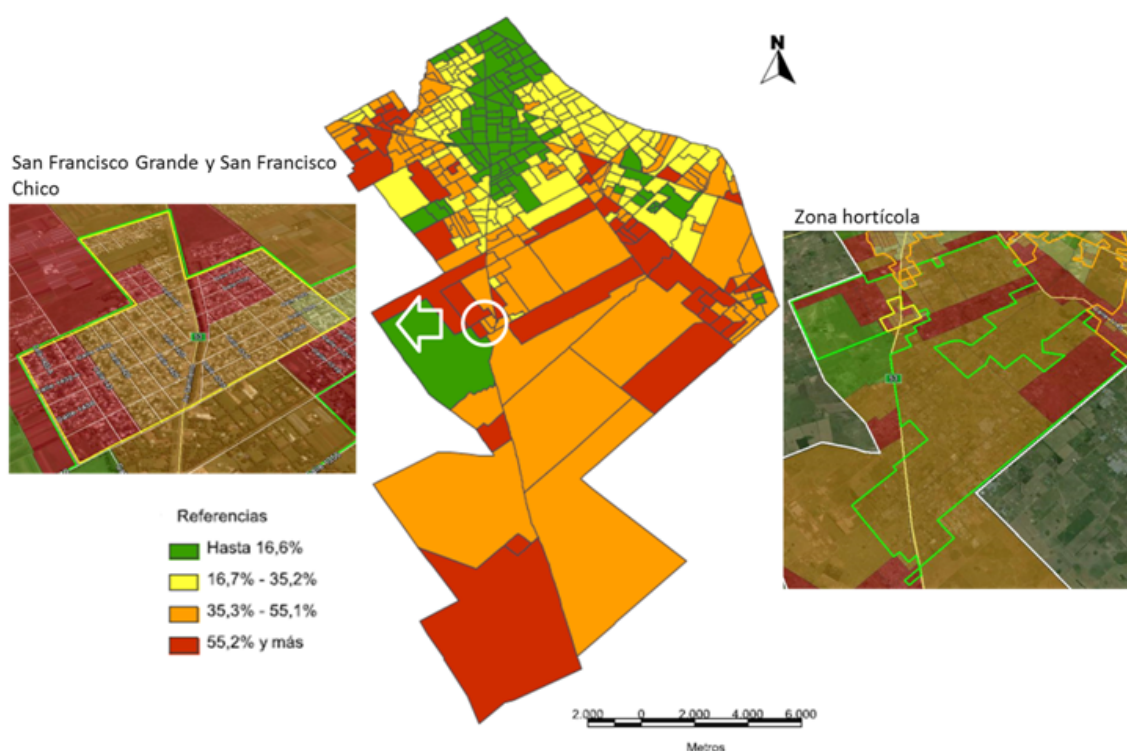 N
San Francisco Grande y San Francisco
Chico
Zona hortícola
Referencias
Hasta 16,6%
16,7% - 35,2%
35,3% - 55,1%
55,2% y más
2.000 0 2.000 4.000 6.000
Metros